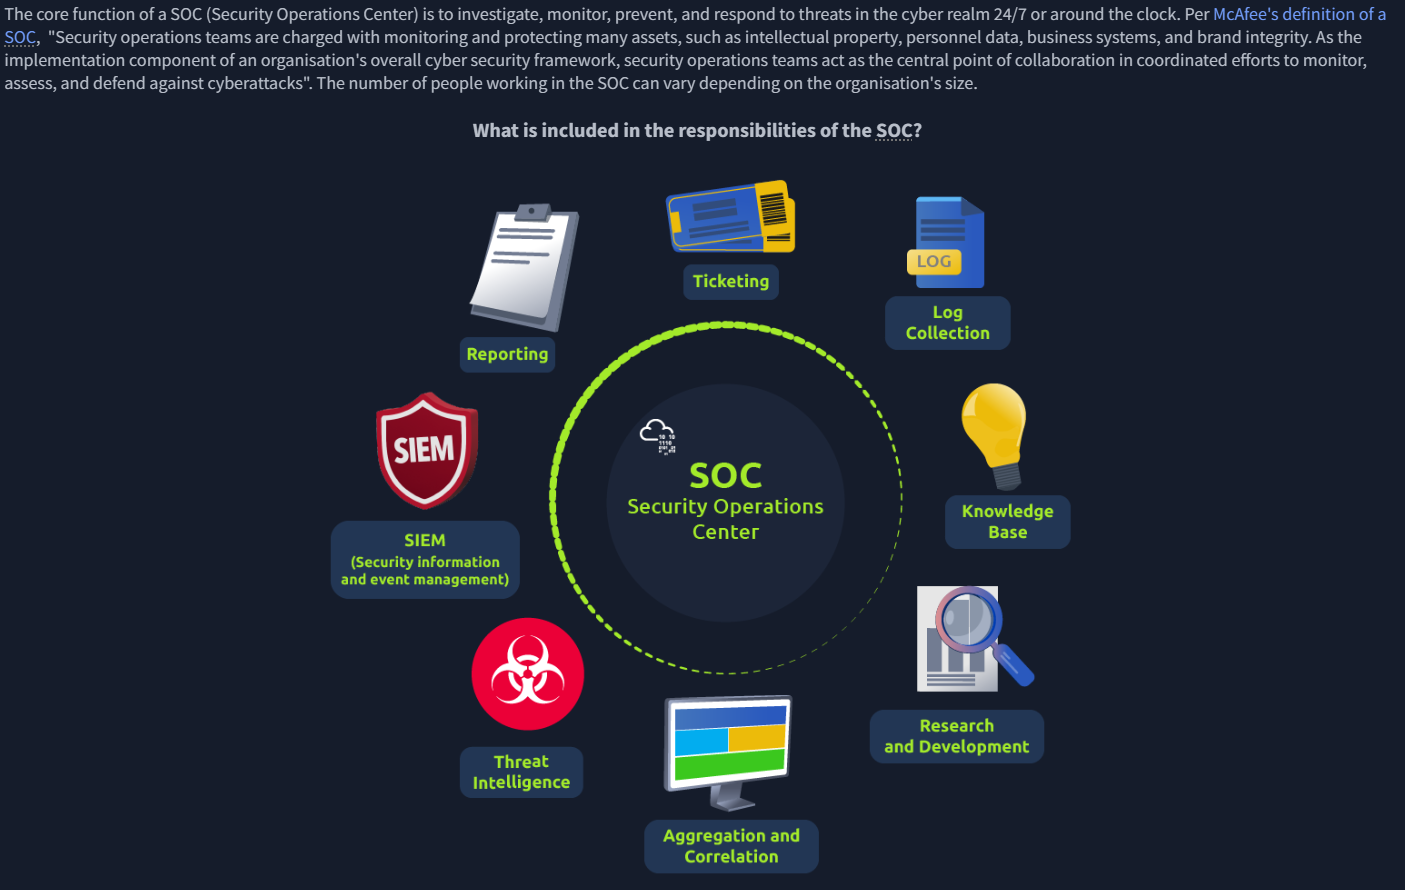 The core function of a SOC (Security Operations Center) is to investigate, monitor, prevent, and respond to threats in the cyber realm 24/7 or around the clock. Per McAfee's definition of a
SOC, "Security operations teams are charged with monitoring and protecting many assets, such as intellectual property, personnel data, business systems, and brand integrity. As the
implementation component of an organisation's overall cyber security framework, security operations teams act as the central point of collaboration in coordinated efforts to monitor,
assess, and defend against cyberattacks". The number of people working in the SOC can vary depending on the organisation's size.
What is included in the responsibilities of the SOC?
Ticketing
LOG
Log
Collection
Reporting
SIEM
SIEM
(Security information
and event management)
SOC
Security Operations
Center
Knowledge
Base
Research
and Development
Threat
Intelligence
Aggregation and
Correlation